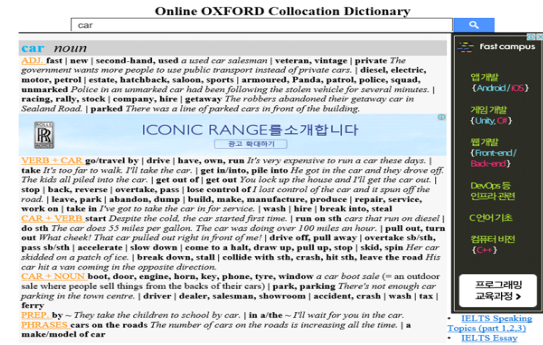 Online OXFORD Collocation Dictionary
car
car noun
ADJ. fast | new | second-hand, used a used car salesman | veteran, vintage | private The
government wants more people to use public transport instead of private cars. | diesel, electric,
motor, petrol | estate, hatchback, saloon, sports | armoured, Panda, patrol, police, squad,
unmarked Police in an unmarked car had been following the stolen vehicle for several minutes. |
racing, rally, stock | company, hire | getaway The robbers abandoned their getaway car in
Sealand Road. | parked There was a line of parked cars in front of the building.
ROLLS
ROYCE
ICONIC RANGE를소개합니다
광고 확대하기
VERB + CAR go/travel by | drive | have, own, run It's very expensive to run a car these days. |
take It's too far to walk. I'll take the car. | get in/into, pile into He got in the car and they drove off.
The kids all piled into the car. | get out of | get out You lock up the house and I'll get the car out. |
stop | back, reverse | overtake, pass | lose control of I lost control of the car and it spun off the
road. | leave, park | abandon, dump | build, make, manufacture, produce | repair, service,
work on | take in I've got to take the car in for service. | wash | hire | break into, steal
CAR + VERB start Despite the cold, the car started first time. | run on sth cars that run on diesel |
do sth The car does 55 miles per gallon. The car was doing over 100 miles an hour. | pull out, turn
out What cheek! That car pulled out right in front of me! | drive off, pull away | overtake sb/sth,
pass sb/sth | accelerate | slow down | come to a halt, draw up, pull up, stop | skid, spin Her car
skidded on a patch of ice. | break down, stall | collide with sth, crash, hit sth, leave the road His
car hit a van coming in the opposite direction.
CAR + NOUN boot, door, engine, horn, key, phone, tyre, window a car boot sale (= an outdoor
sale where people sell things from the backs of their cars) | park, parking There's not enough car
parking in the town centre. | driver | dealer, salesman, showroom | accident, crash | wash | tax |
ferry
PREP. by ~ They take the children to school by car. | in a/the ~ I'll wait for you in the car.
PHRASES cars on the roads The number of cars on the roads is increasing all the time. | a
make/model of car
fast campus
앱 개발
{Android / iOS}
게임 개발
{Unity, C#}
웹 개발
{Front-end /
Back-end}
DevOps 등
인프라 관련
C 언어 기초
컴퓨터 비전
{C++}
프로그래밍
교육과정 >
IELTS Speaking
Topics (part 1,2,3)
IELTS Essay